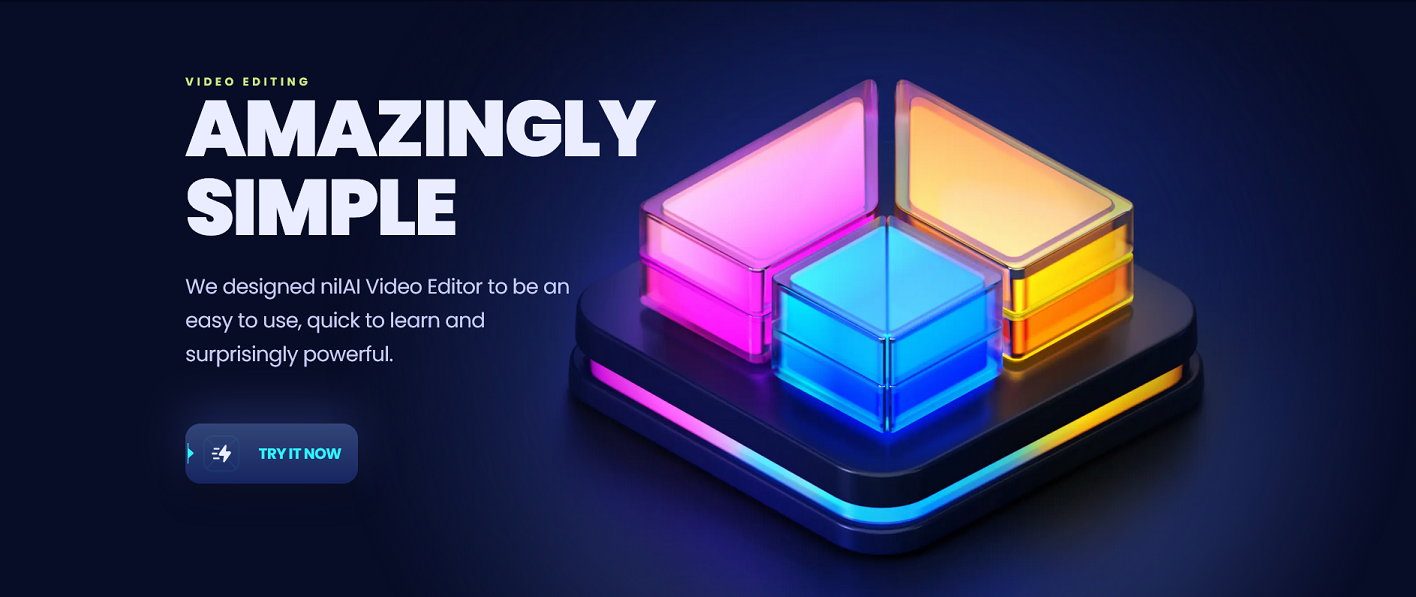 VIDEO EDITING
AMAZINGLY
SIMPLE
We designed nilAI Video Editor to be an
easy to use, quick to learn and
surprisingly powerful.
TRY IT NOW